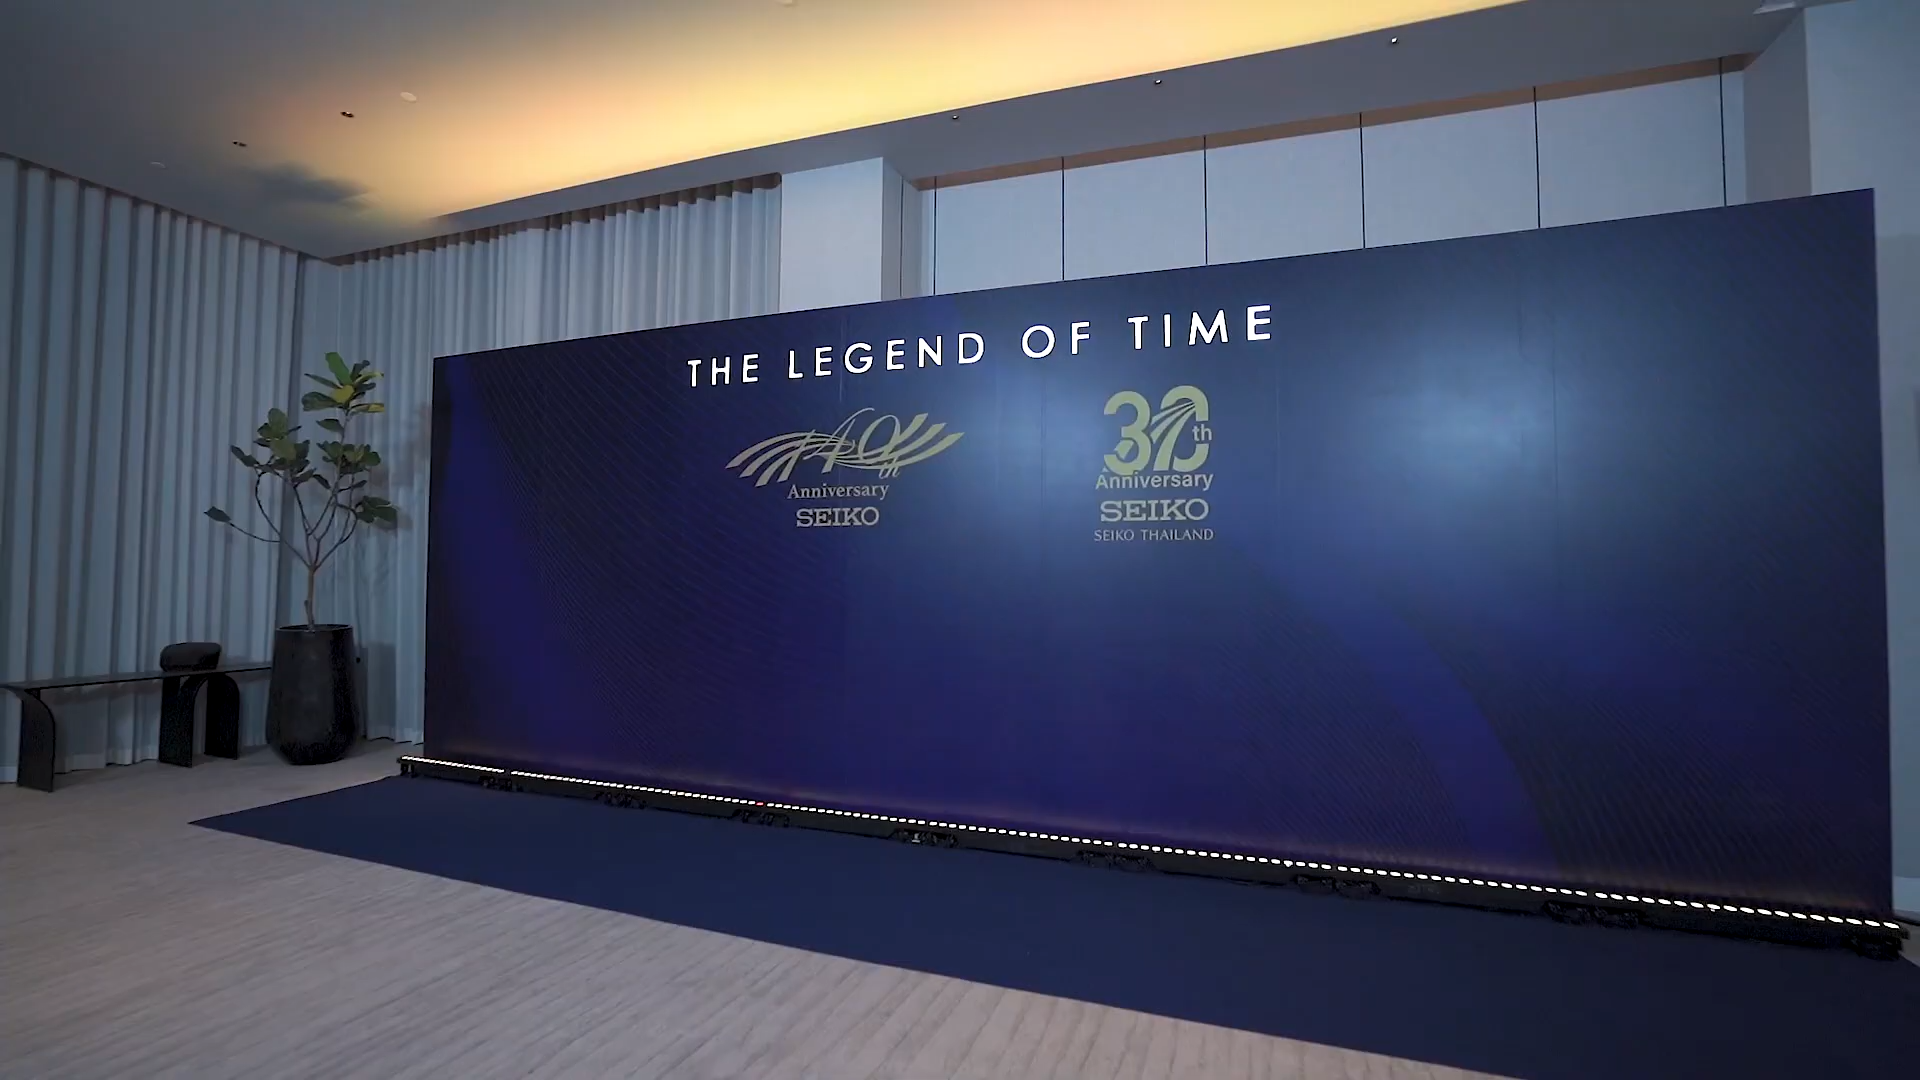 THE LEGEND OF TIME
140th
Anniversary
SEIKO
30th
Anniversary
SEIKO
SEIKO THAILAND